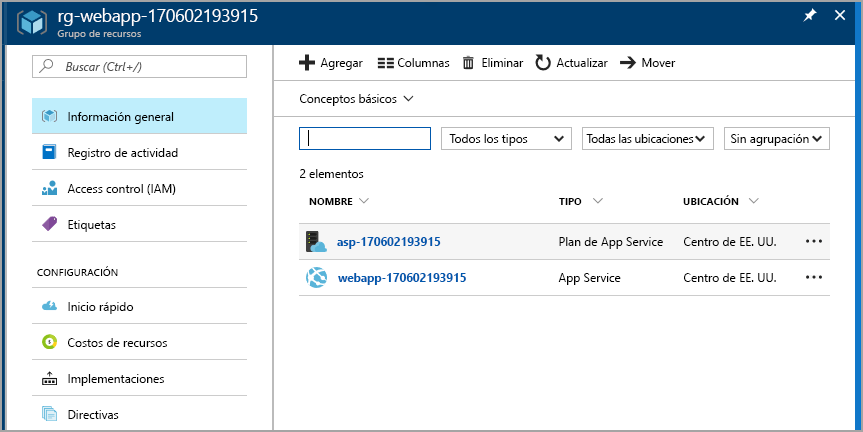 rg-webapp-170602193915
Grupo de recursos
Buscar (Ctrl+/)
Información general
Registro de actividad
Access control (IAM)
Etiquetas
CONFIGURACIÓN
Inicio rápido
Costos de recursos
Implementaciones
Directivas
Agregar Columnas Eliminar Actualizar Mover
Conceptos básicos
Todos los tipos Todas las ubicaciones Sin agrupación
2 elementos
NOMBRE TIPO UBICACIÓN
asp-170602193915 Plan de App Service Centro de EE. UU.
webapp-170602193915 App Service Centro de EE. UU.